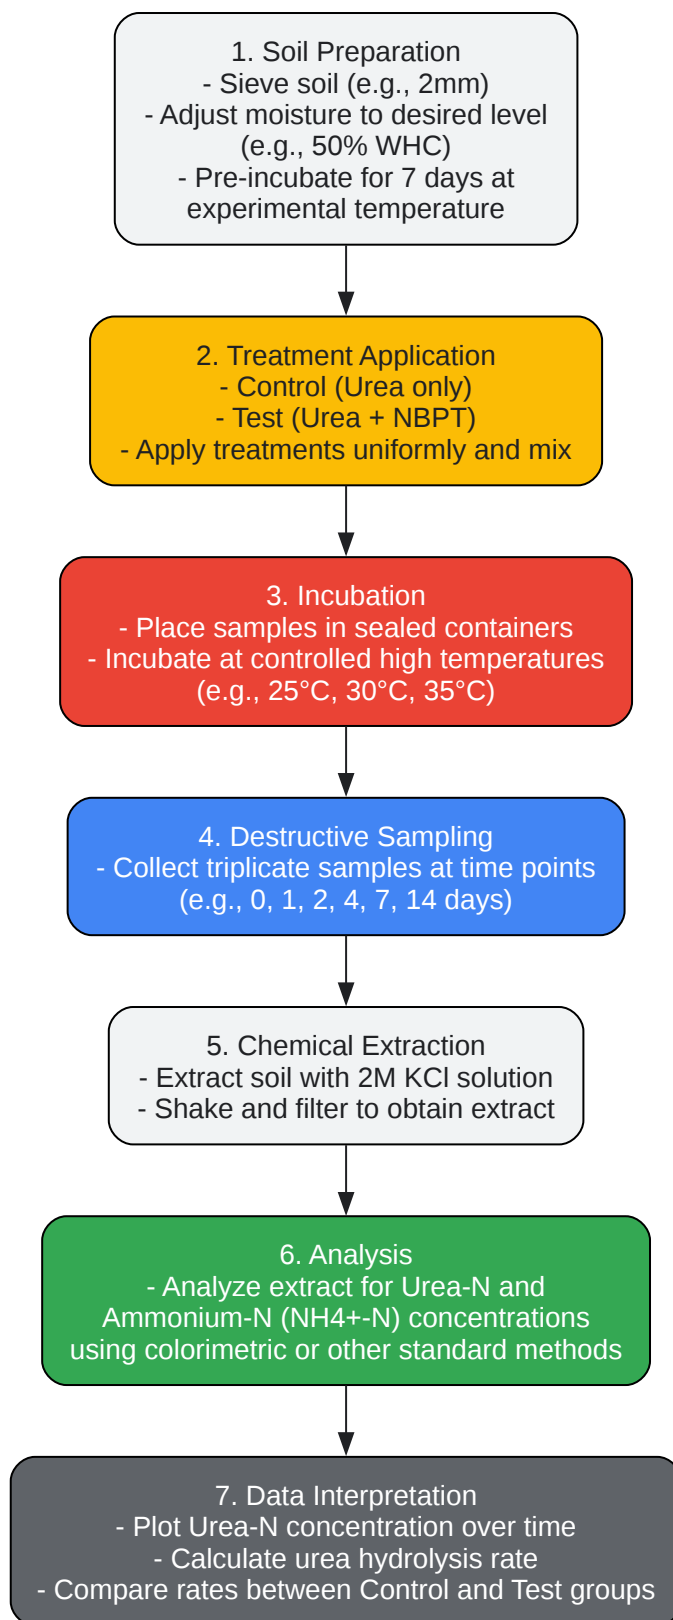 1. Soil Preparation
- Sieve soil (e.g., 2mm)
- Adjust moisture to desired level
(e.g., 50% WHC)
- Pre-incubate for 7 days at
experimental temperature
2. Treatment Application
- Control (Urea only)
- Test (Urea + NBPT)
- Apply treatments uniformly and mix
3. Incubation
- Place samples in sealed containers
- Incubate at controlled high temperatures
(e.g., 25°C, 30°C, 35°C)
4. Destructive Sampling
- Collect triplicate samples at time points
(e.g., 0, 1, 2, 4, 7, 14 days)
5. Chemical Extraction
- Extract soil with 2M KCl solution
- Shake and filter to obtain extract
6. Analysis
- Analyze extract for Urea-N and
Ammonium-N (NH4+-N) concentrations
using colorimetric or other standard methods
7. Data Interpretation
- Plot Urea-N concentration over time
- Calculate urea hydrolysis rate
- Compare rates between Control and Test groups